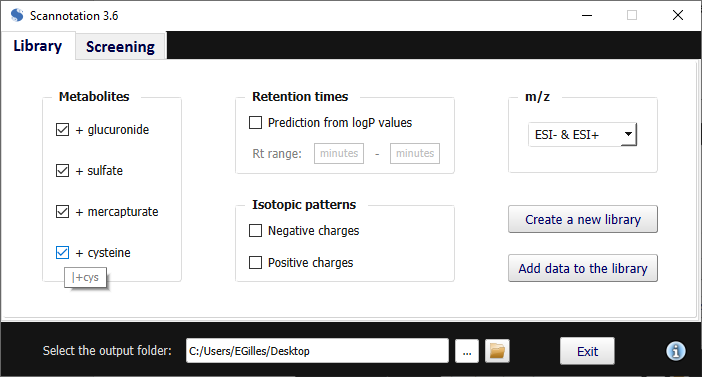 Scannotation 3.6
Library
Screening
Metabolites
+ glucuronide
+ sulfate
+ mercapturate
+ cysteine
|+cys
Retention times
Prediction from logP values
Rt range: minutes - minutes
Isotopic patterns
Negative charges
Positive charges
m/z
ESI- & ESI+
Create a new library
Add data to the library
Select the output folder: C:/Users/EGilles/Desktop ... Exit